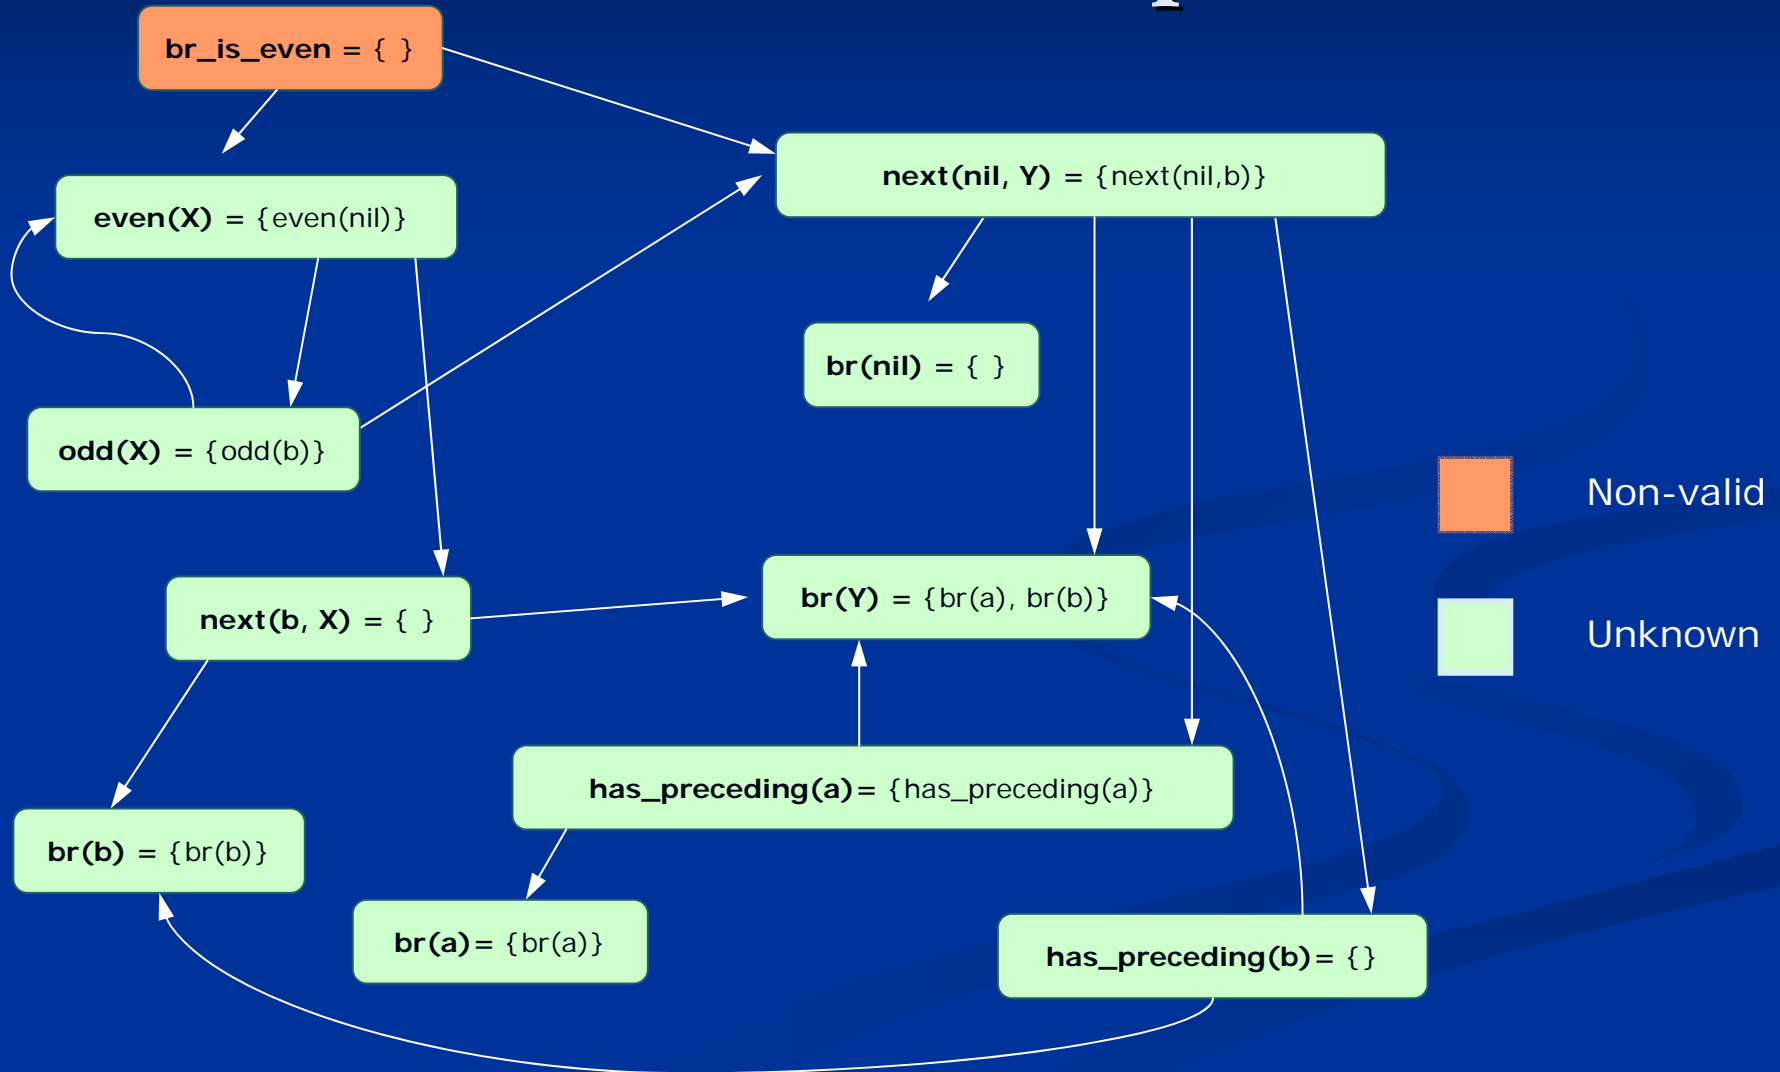 br_is_even = { }
next(nil, Y) = {next(nil,b)}
even(X) = {even(nil)}
br(nil) = { }
odd(X) = {odd(b)}
Non-valid
br(Y) = {br(a), br(b)}
next(b, X) = { }
Unknown
has_preceding(a)= {has_preceding(a)}
br(b) = {br(b)}
br(a)= {br(a)}
has_preceding(b)= {}